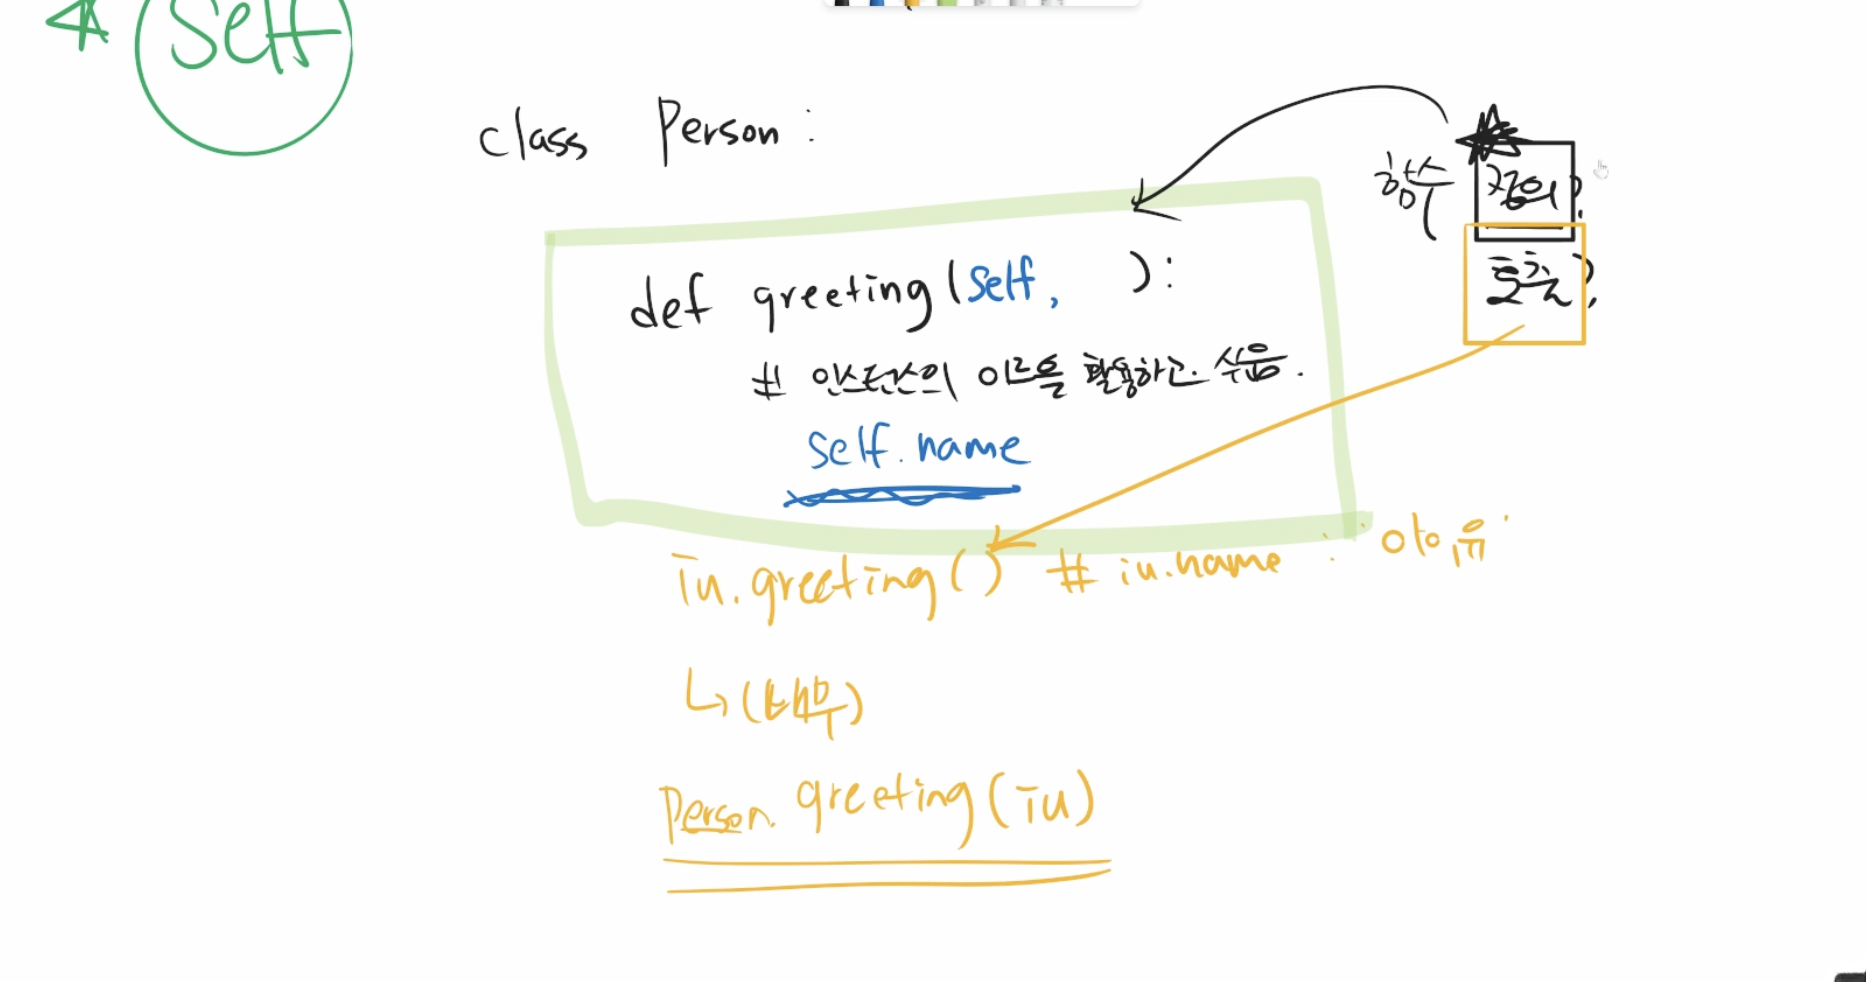 self
class Person :
함수 정의?
호출?
def greeting(self, ):
# 인스턴스의 이름을 활용하고 싶음.
self.name
iu.greeting() # iu.name : 아이유
↳ (내부)
Person.greeting(iu)